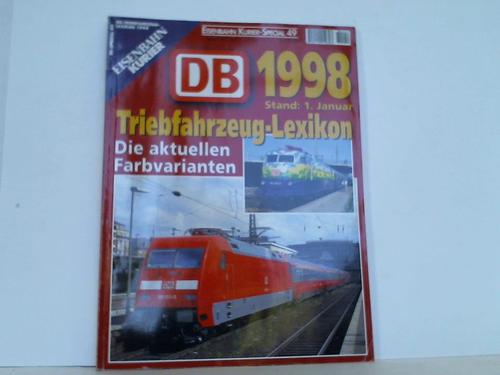 EISENBAHN KURIER-SPECIAL 49
EISENBAHN
KURIER
DB
1998
Stand: 1. Januar
Triebfahrzeug-Lexikon
Die aktuellen
Farbvarianten